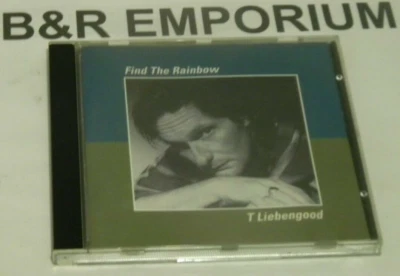 B&R EMPORIUM
Find The Rainbow
T Liebengood